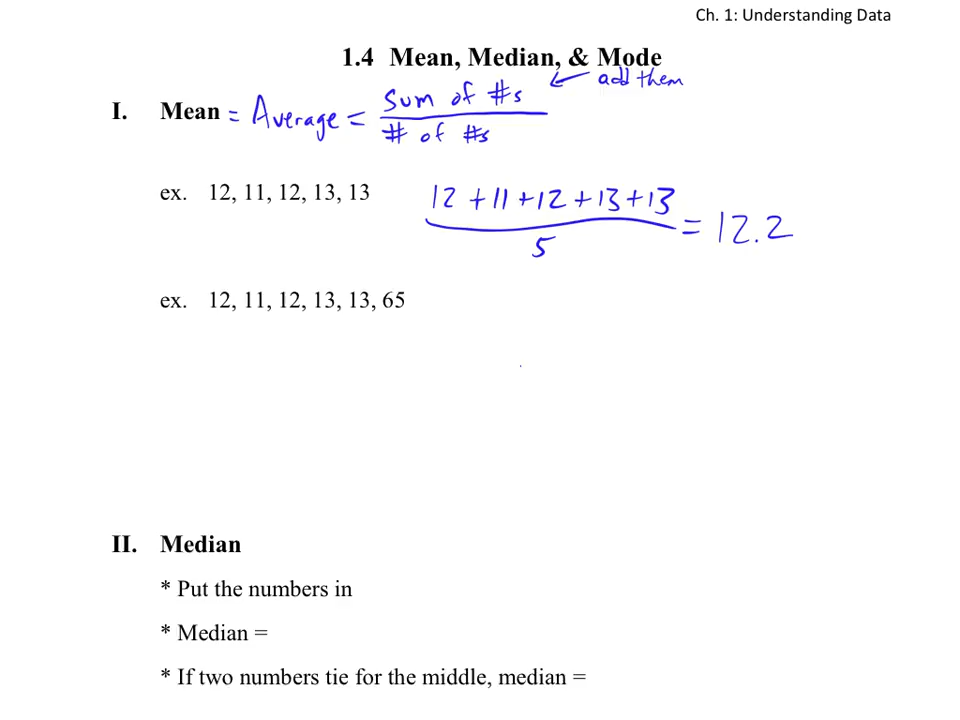 Ch. 1: Understanding Data
1.4 Mean, Median, & Mode
← add them
I. Mean = Average = Sum of #s
# of #s
ex. 12, 11, 12, 13, 13 12 + 11 + 12 + 13 + 13
5
= 12.2
ex. 12, 11, 12, 13, 13, 65
II. Median
* Put the numbers in
* Median =
* If two numbers tie for the middle, median =